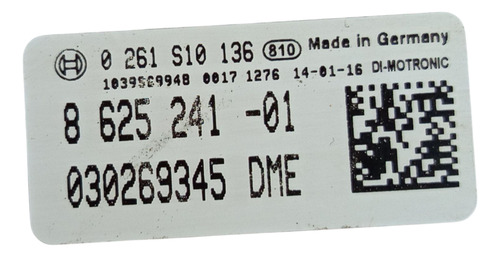 0 261 S10 136 810 Made in Germany
1039S69948 0017 1276 14-01-16 DI-MOTRONIC
8 625 241 -01
030269345 DME